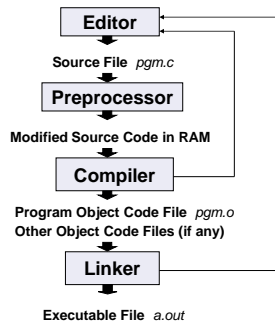 Editor
Source File pgm.c
Preprocessor
Modified Source Code in RAM
Compiler
Program Object Code File pgm.o
Other Object Code Files (if any)
Linker
Executable File a.out